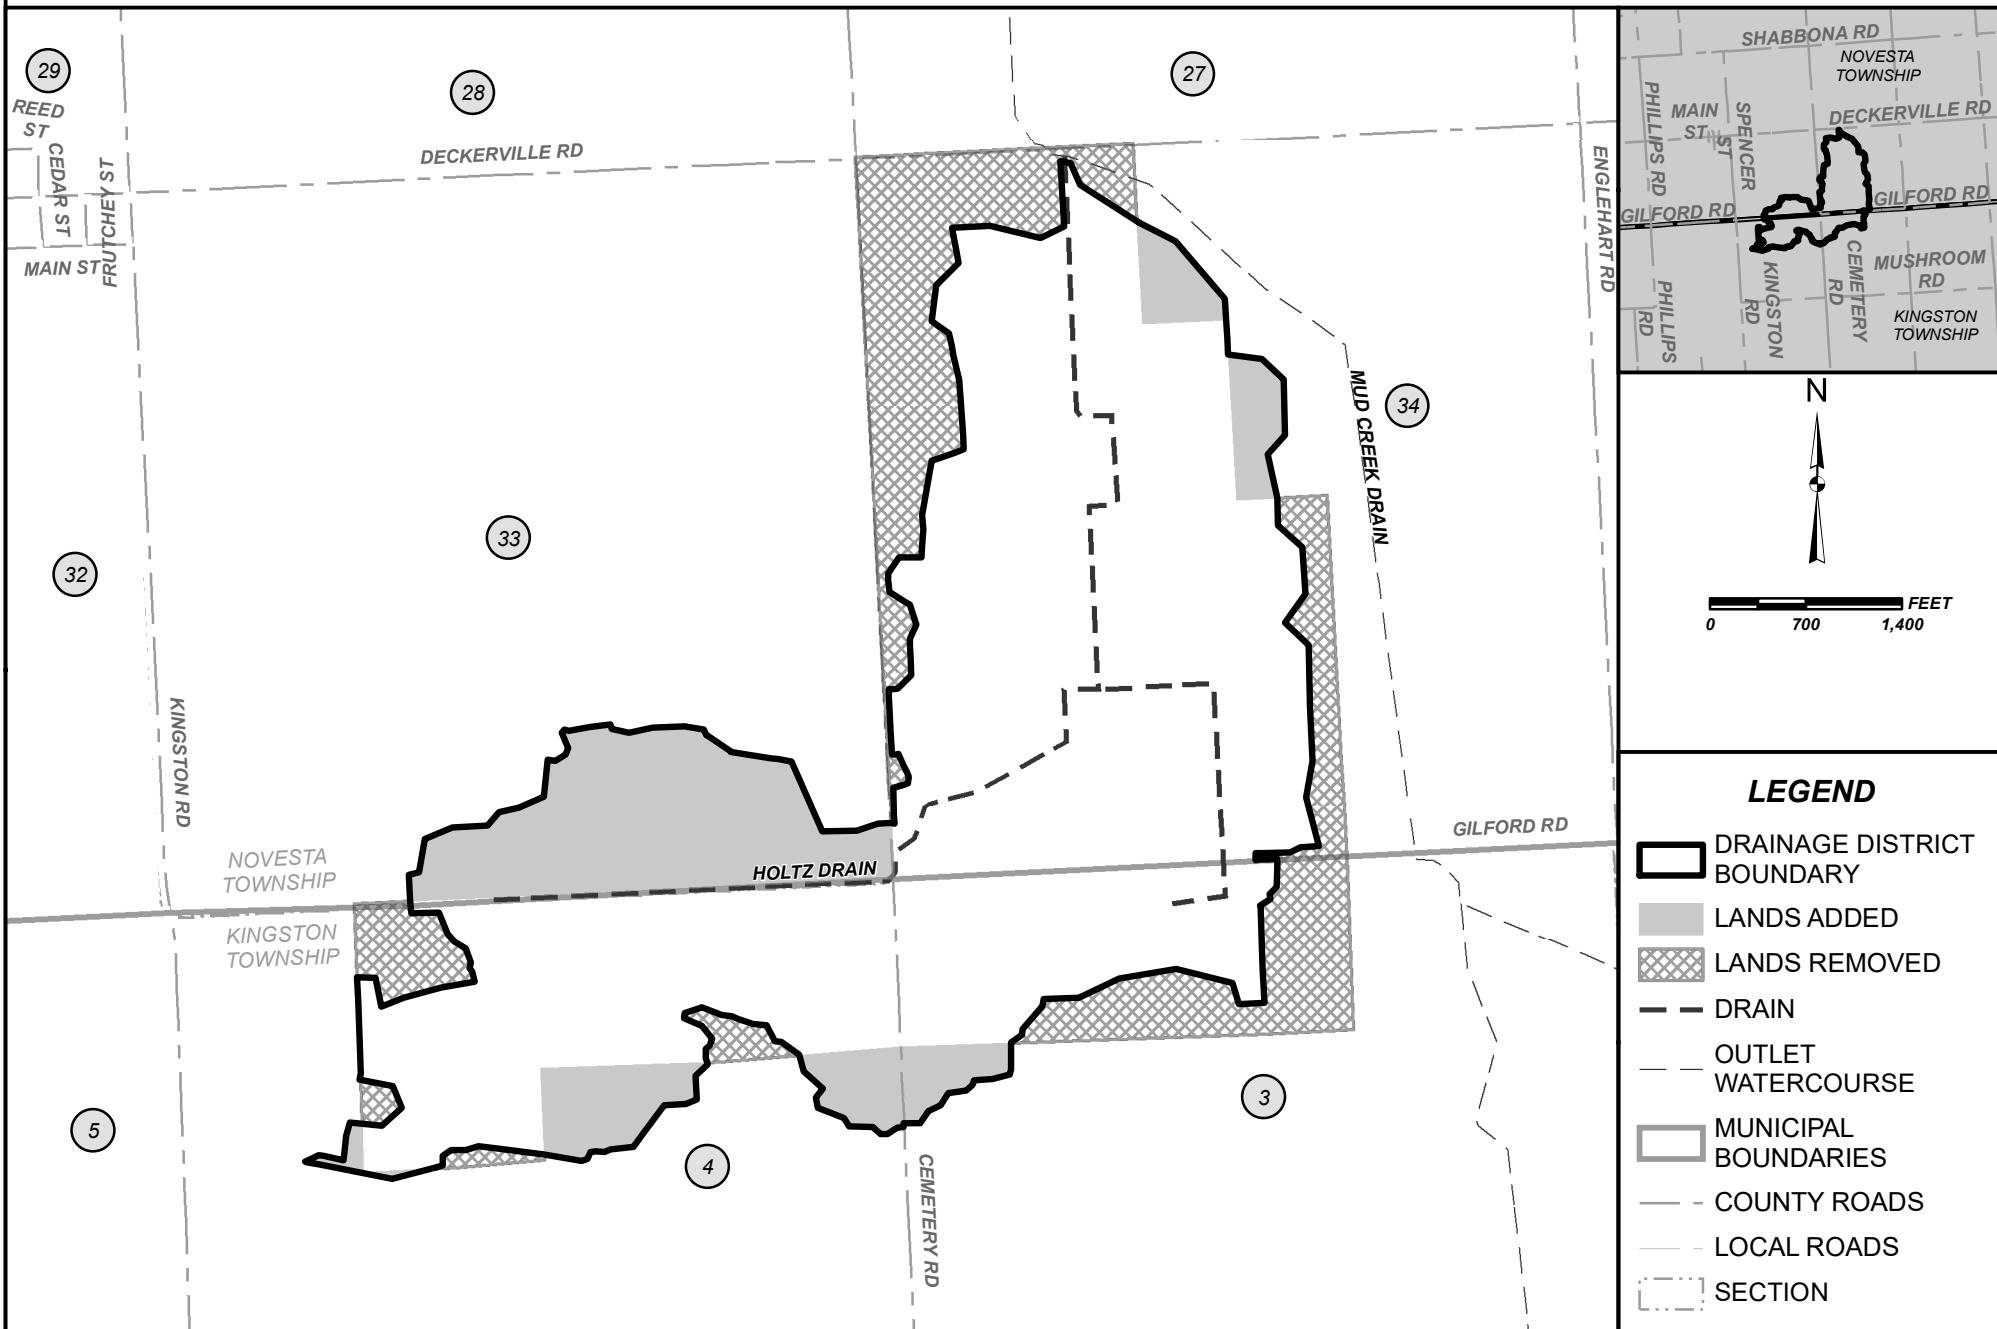 29
28
27
REED
ST
CEDAR ST
FRUTCHEY ST
MAIN ST
DECKERVILLE RD
ENGLEHART RD
34
MUD CREEK DRAIN
33
32
KINGSTON RD
NOVESTA
TOWNSHIP
KINGSTON
TOWNSHIP
HOLTZ DRAIN
GILFORD RD
5
4
3
CEMETERY RD
SHABBONA RD
NOVESTA
TOWNSHIP
PHILLIPS RD
MAIN
ST
ST
SPENCER
DECKERVILLE RD
GILFORD RD
GILFORD RD
PHILLIPS
RD
KINGSTON
RD
CEMETERY
RD
MUSHROOM
RD
KINGSTON
TOWNSHIP
N
FEET
0 700 1,400
LEGEND
DRAINAGE DISTRICT
BOUNDARY
LANDS ADDED
LANDS REMOVED
DRAIN
OUTLET
WATERCOURSE
MUNICIPAL
BOUNDARIES
COUNTY ROADS
LOCAL ROADS
SECTION